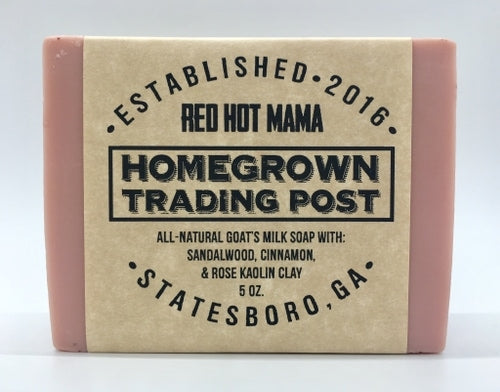 •ESTABLISHED•2016•
RED HOT MAMA
HOMEGROWN
TRADING POST
ALL-NATURAL GOAT'S MILK SOAP WITH:
SANDALWOOD, CINNAMON,
& ROSE KAOLIN CLAY
5 OZ.
•STATESBORO, GA•